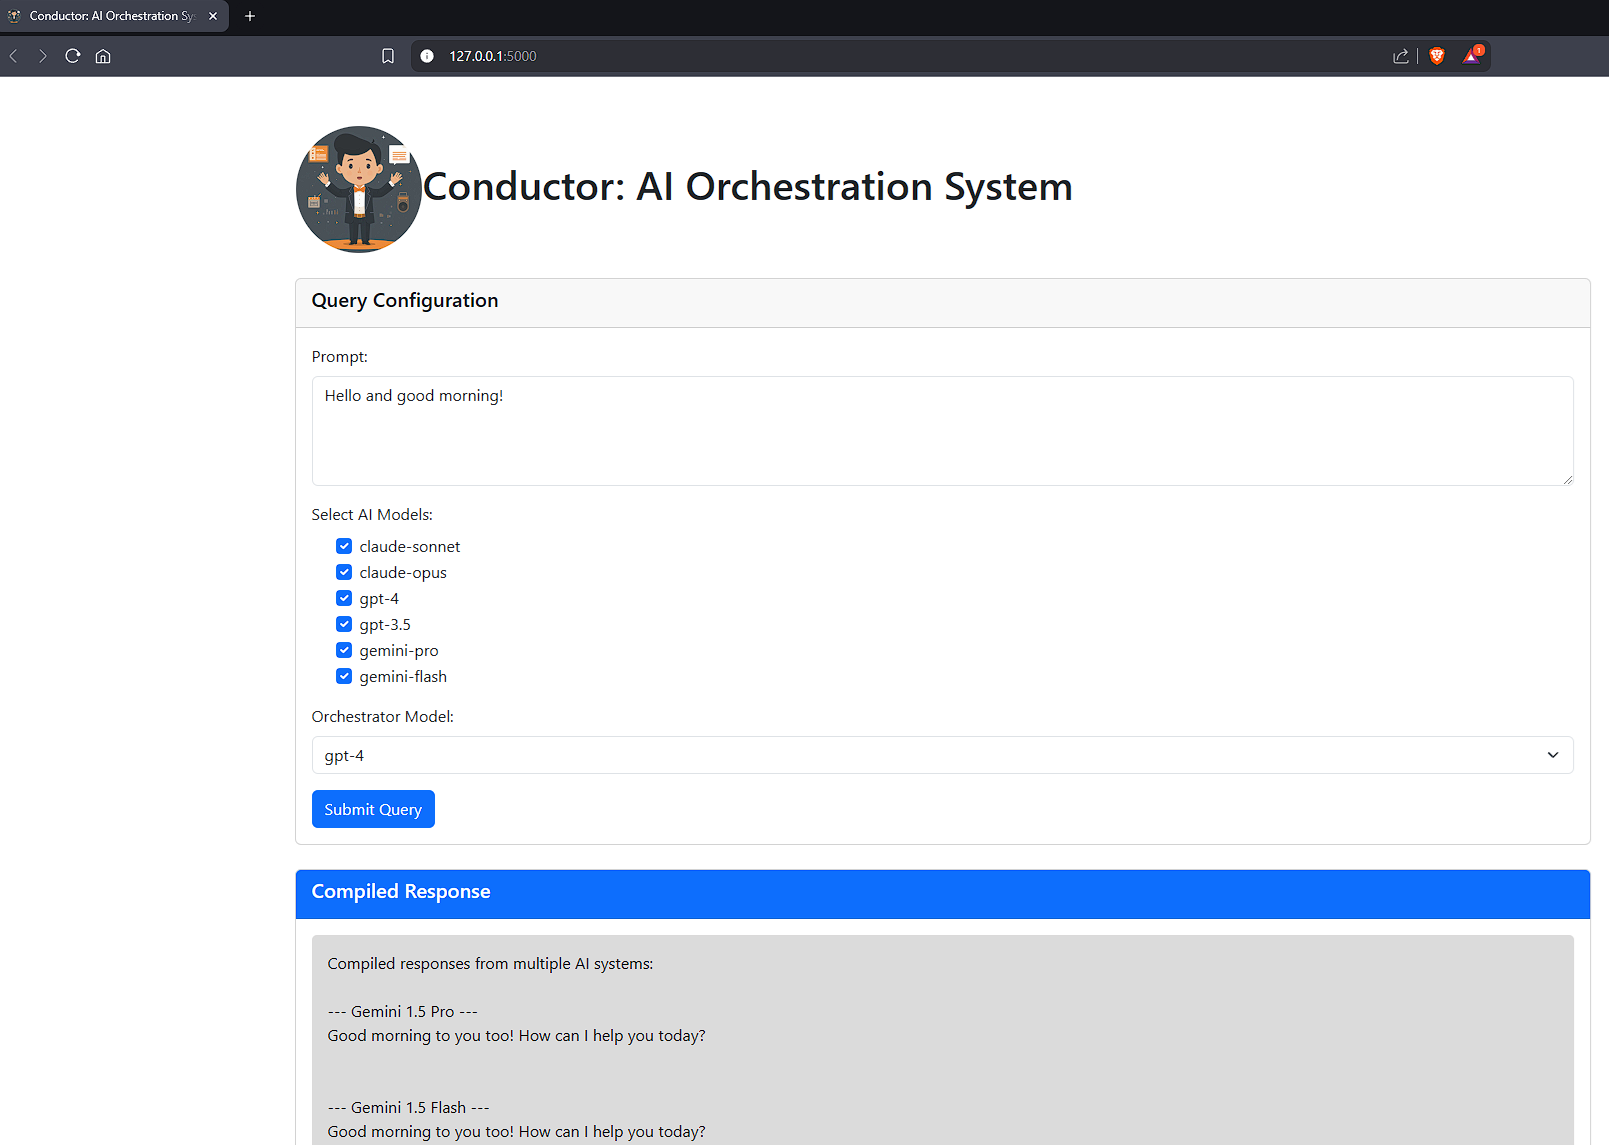 Conductor: AI Orchestration Sy
127.0.0.1:5000
1
Conductor: AI Orchestration System
Query Configuration
Prompt:
Hello and good morning!
Select AI Models:
claude-sonnet
claude-opus
gpt-4
gpt-3.5
gemini-pro
gemini-flash
Orchestrator Model:
gpt-4
Submit Query
Compiled Response
Compiled responses from multiple AI systems:
--- Gemini 1.5 Pro ---
Good morning to you too! How can I help you today?
--- Gemini 1.5 Flash ---
Good morning to you too! How can I help you today?